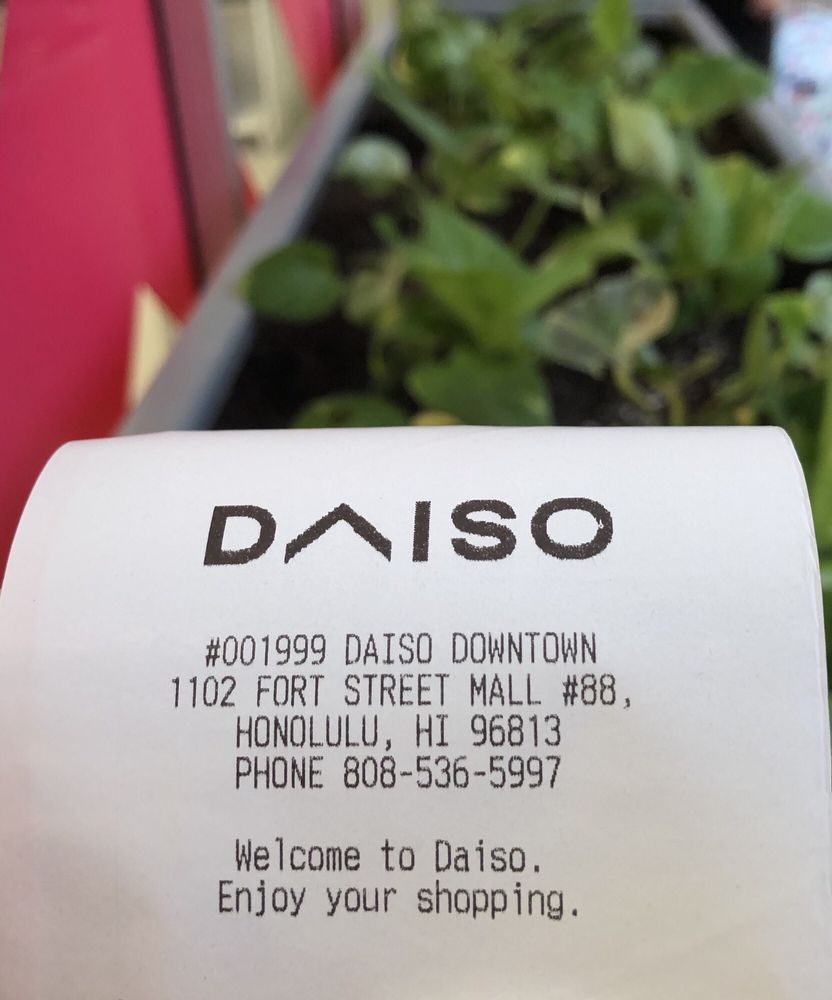 DAISO
#001999 DAISO DOWNTOWN
1102 FORT STREET MALL #88,
HONOLULU, HI 96813
PHONE 808-536-5997
Welcome to Daiso.
Enjoy your shopping.